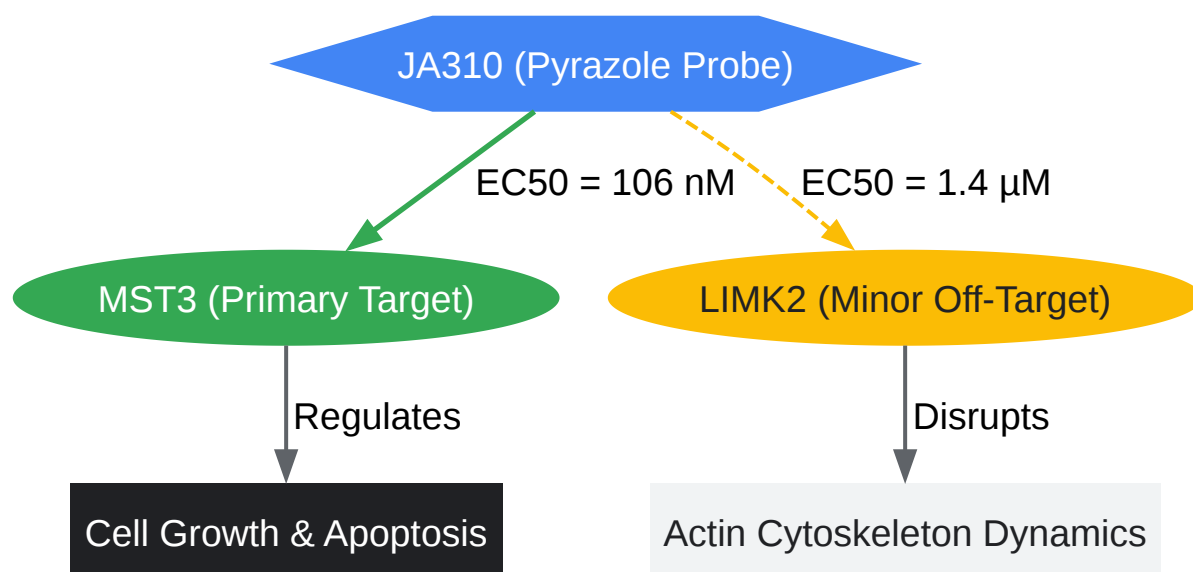 JA310 (Pyrazole Probe)
EC50 = 106 nM
EC50 = 1.4 µM
MST3 (Primary Target)
LIMK2 (Minor Off-Target)
Regulates
Disrupts
Cell Growth & Apoptosis
Actin Cytoskeleton Dynamics